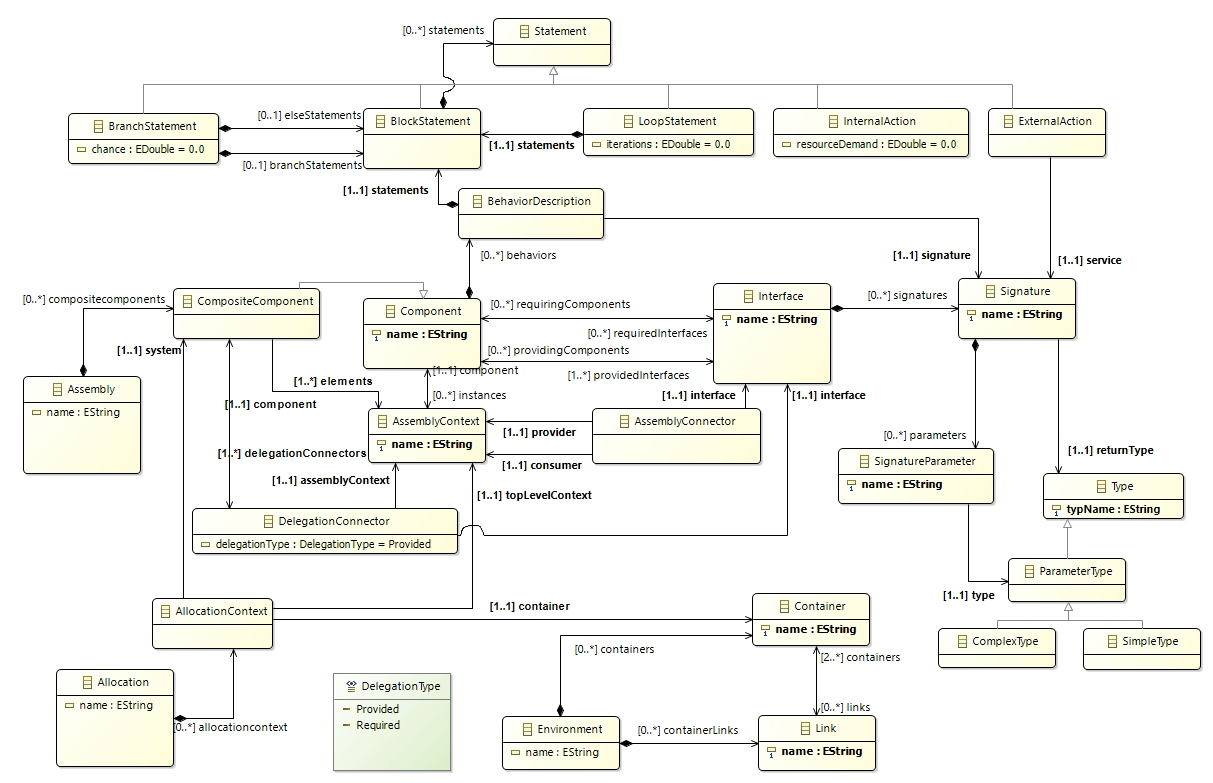 [0..*] statements
Statement
BranchStatement
chance : EDouble = 0.0
[0..1] elseStatements
[0..1] branchStatements
BlockStatement
[1..1] statements
LoopStatement
iterations : EDouble = 0.0
InternalAction
resourceDemand : EDouble = 0.0
ExternalAction
[1..1] statements
BehaviorDescription
[1..1] signature
[1..1] service
[0..*] behaviors
[0..*] compositecomponents
CompositeComponent
Component
name : EString
[0..*] requiringComponents
[0..*] requiredInterfaces
[0..*] providingComponents
[1..*] providedInterfaces
Interface
name : EString
[0..*] signatures
Signature
name : EString
[1..1] system
Assembly
name : EString
[1..*] elements
[1..1] component
[1..1] component
[0..*] instances
[1..1] interface
[1..1] interface
AssemblyContext
name : EString
[1..1] provider
[1..1] consumer
AssemblyConnector
[1..*] delegationConnectors
[1..1] assemblyContext
[1..1] topLevelContext
[0..*] parameters
SignatureParameter
name : EString
[1..1] returnType
Type
typName : EString
DelegationConnector
delegationType : DelegationType = Provided
ParameterType
[1..1] type
ComplexType
SimpleType
AllocationContext
[1..1] container
Container
name : EString
[0..*] containers
[2..*] containers
Allocation
name : EString
[0..*] allocationcontext
DelegationType
Provided
Required
Environment
name : EString
[0..*] containerLinks
[0..*] links
Link
name : EString